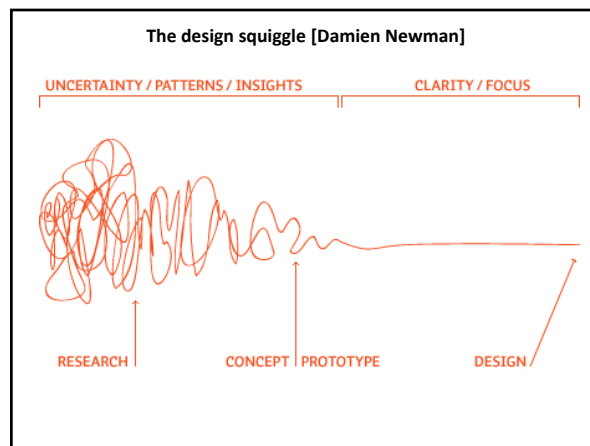 The design squiggle [Damien Newman]
UNCERTAINTY / PATTERNS / INSIGHTS
CLARITY / FOCUS
RESEARCH
CONCEPT
PROTOTYPE
DESIGN